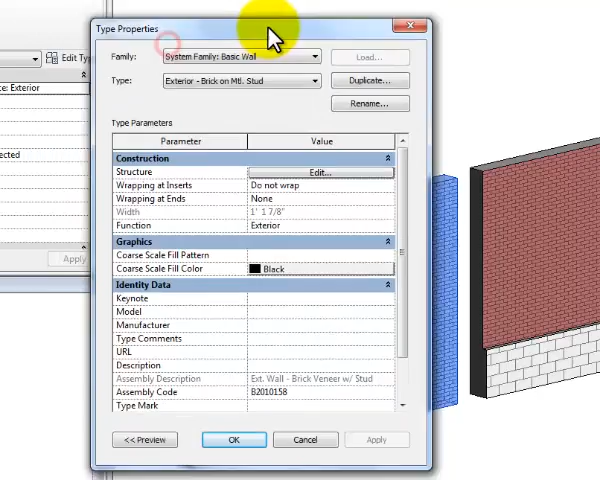 Type Properties
Family: System Family: Basic Wall Load...
Edit Ty
Type: Exterior - Brick on Mtl. Stud Duplicate...
e: Exterior
Rename...
Type Parameters
Parameter Value
Construction
ected
Structure Edit...
Wrapping at Inserts Do not wrap
Wrapping at Ends None
Width 1' 1 7/8"
Function Exterior
Graphics
Coarse Scale Fill Pattern
Apply
Coarse Scale Fill Color Black
Identity Data
Keynote
Model
Manufacturer
Type Comments
URL
Description
Assembly Description Ext. Wall - Brick Veneer w/ Stud
Assembly Code B2010158
Type Mark
<< Preview OK Cancel Apply